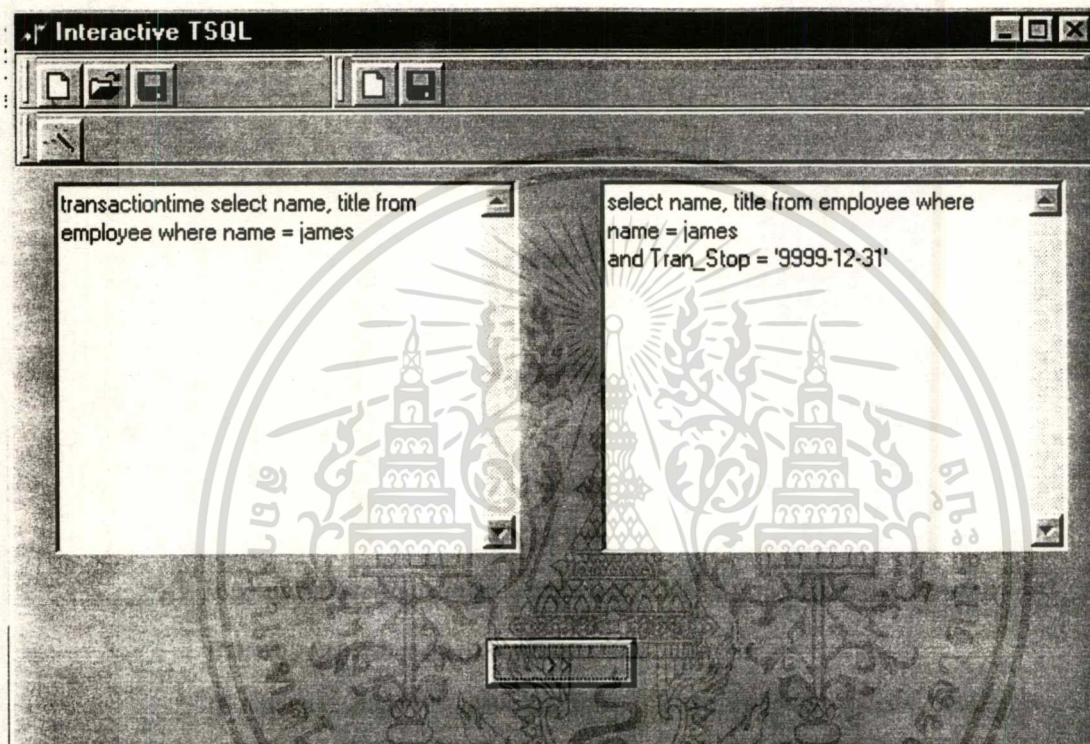 Interactive TSQL
transactiontime select name, title from
employee where name = james
select name, title from employee where
name = james
and Tran_Stop = '9999-12-31'
>>